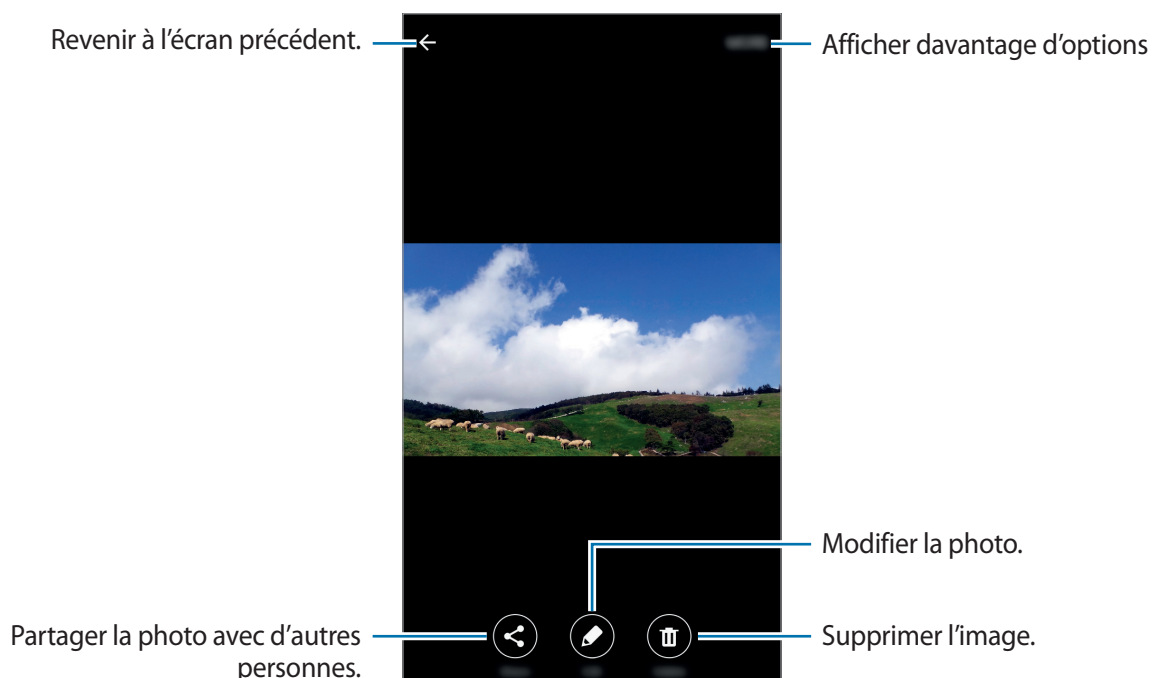 Revenir à l'écran précédent.
Afficher davantage d'options
Modifier la photo.
Partager la photo avec d'autres
personnes.
Supprimer l'image.